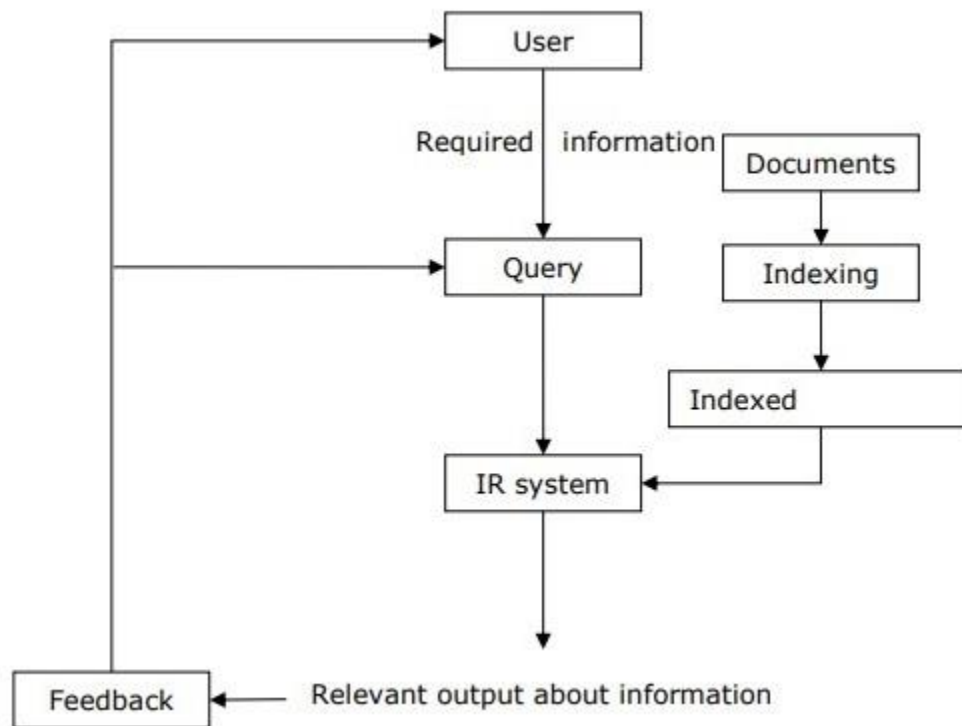 User
Required information
Documents
Query
Indexing
Indexed
IR system
Relevant output about information
Feedback